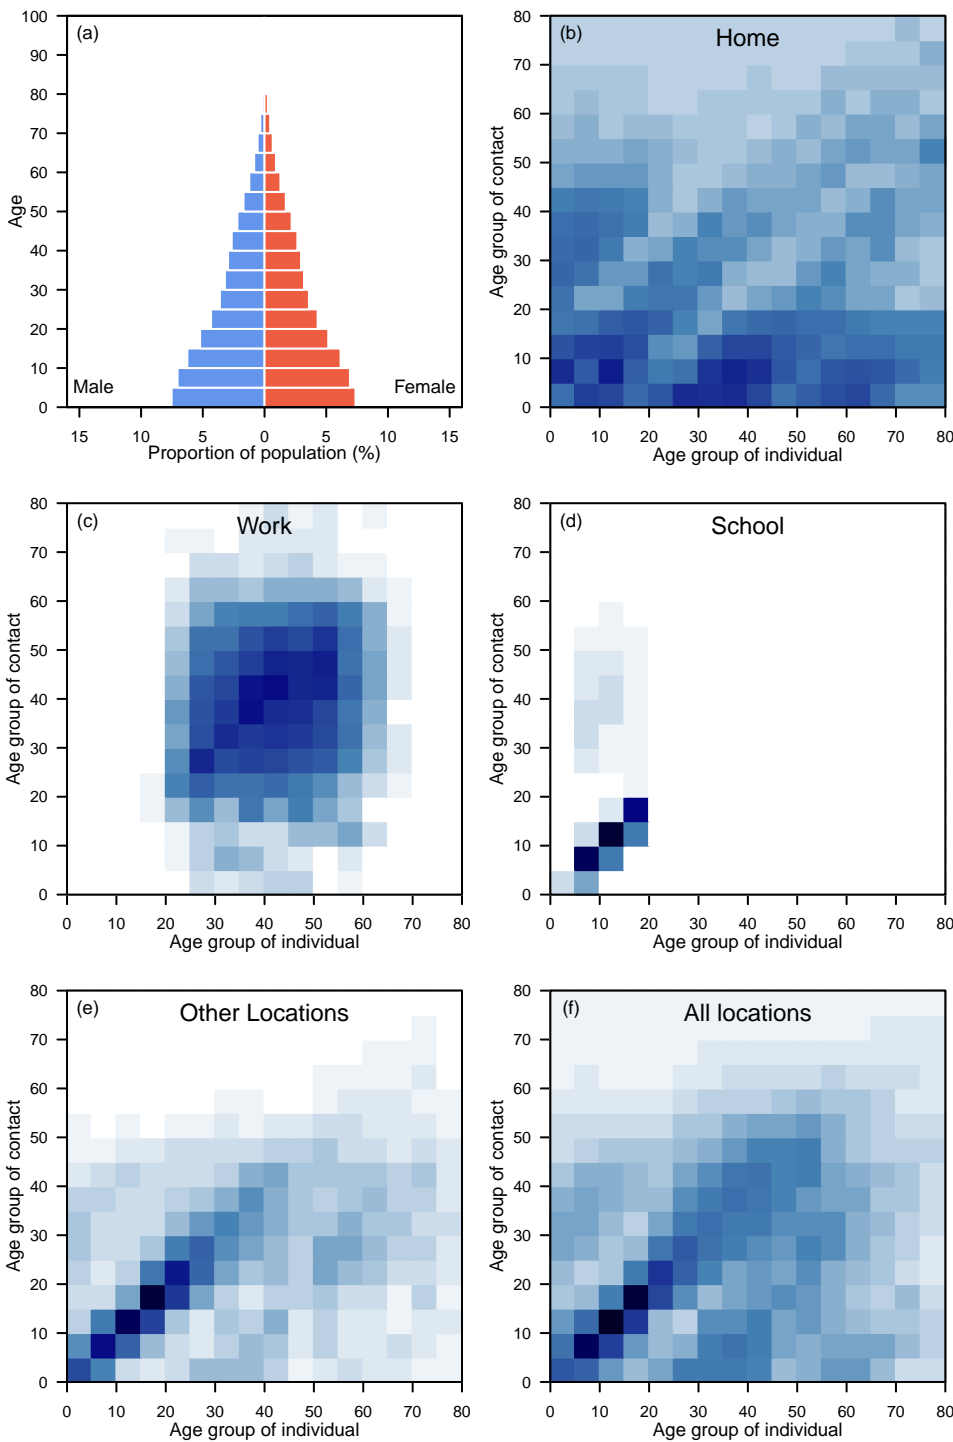 (a)
100
90
80
70
60
50
40
30
20
10
0
Age
Male
Female
15 10 5 0 5 10 15
Proportion of population (%)
(b)
Home
80
70
60
50
40
30
20
10
0
Age group of contact
0 10 20 30 40 50 60 70 80
Age group of individual
(c)
Work
80
70
60
50
40
30
20
10
0
Age group of contact
0 10 20 30 40 50 60 70 80
Age group of individual
(d)
School
80
70
60
50
40
30
20
10
0
Age group of contact
0 10 20 30 40 50 60 70 80
Age group of individual
(e)
Other Locations
80
70
60
50
40
30
20
10
0
Age group of contact
0 10 20 30 40 50 60 70 80
Age group of individual
(f)
All locations
80
70
60
50
40
30
20
10
0
Age group of contact
0 10 20 30 40 50 60 70 80
Age group of individual